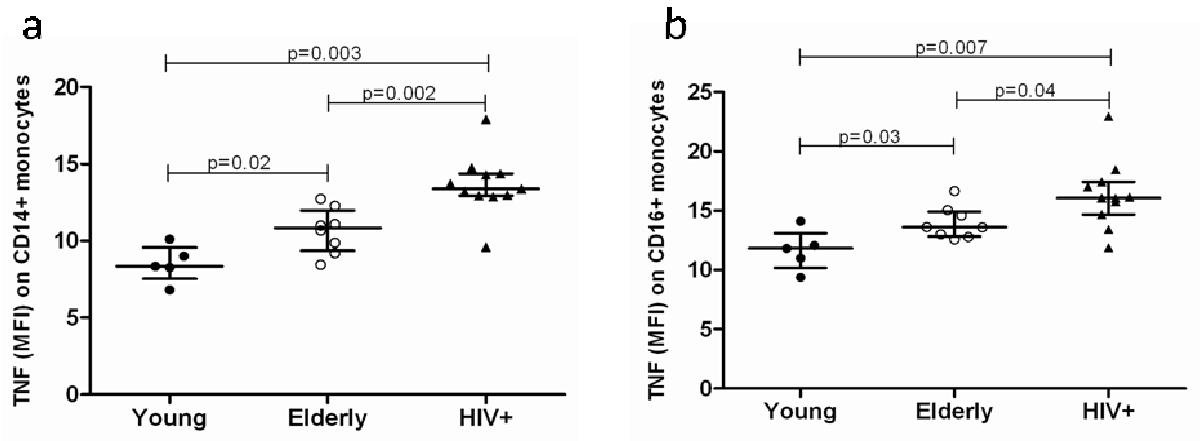 a
p=0.003
p=0.002
p=0.02
TNF (MFI) on CD14+ monocytes
20
15
10
5
0
Young Elderly HIV+
b
p=0.007
p=0.04
p=0.03
TNF (MFI) on CD16+ monocytes
25
20
15
10
5
0
Young Elderly HIV+